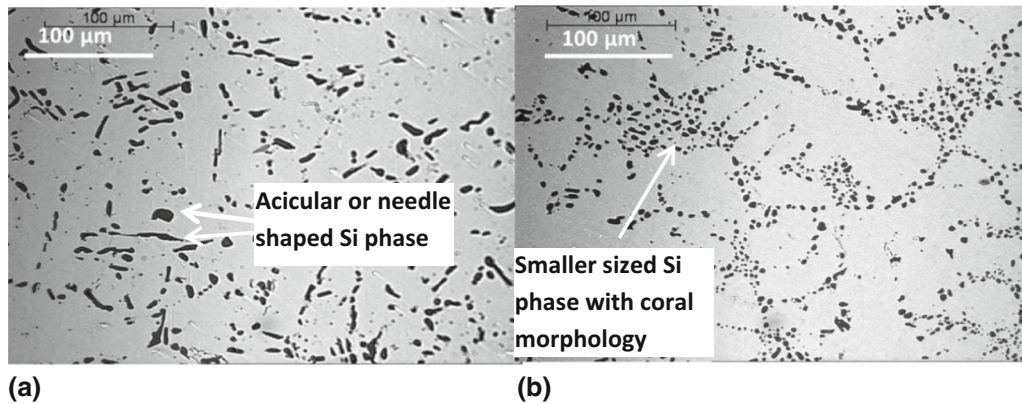 100 µm
100 µm
100 µm
100 µm
Acicular or needle
shaped Si phase
Smaller sized Si
phase with coral
morphology
(a)
(b)